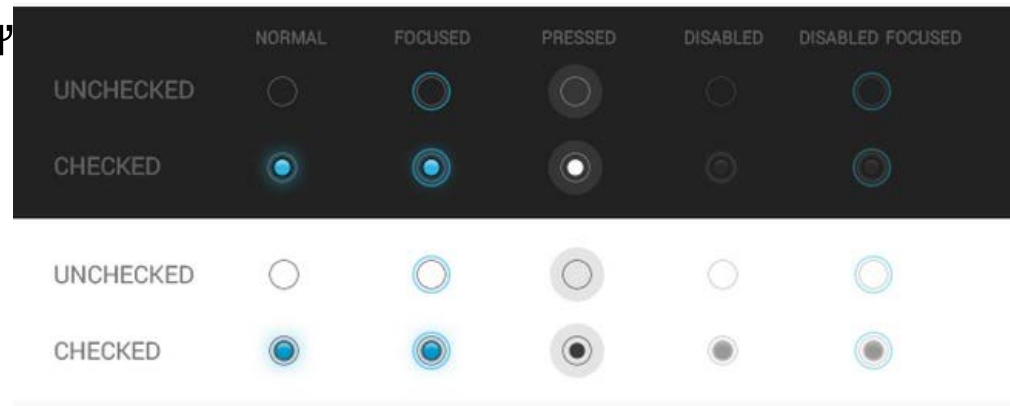 NORMAL FOCUSED PRESSED DISABLED DISABLED FOCUSED
UNCHECKED
CHECKED
UNCHECKED
CHECKED